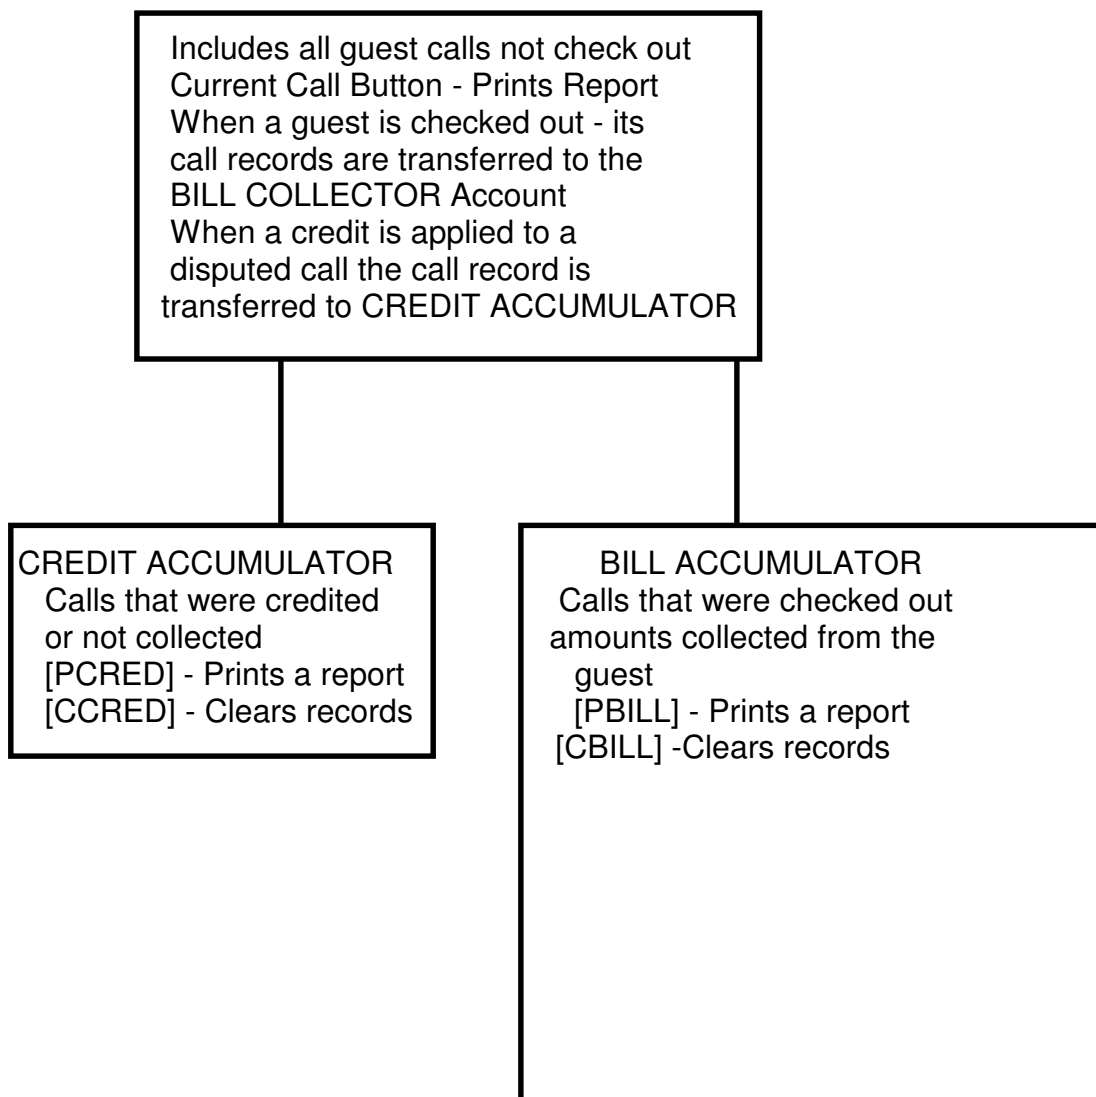 Includes all guest calls not check out
Current Call Button - Prints Report
When a guest is checked out - its
call records are transferred to the
BILL COLLECTOR Account
When a credit is applied to a
disputed call the call record is
transferred to CREDIT ACCUMULATOR
CREDIT ACCUMULATOR
Calls that were credited
or not collected
[PCRED] - Prints a report
[CCRED] - Clears records
BILL ACCUMULATOR
Calls that were checked out
amounts collected from the
guest
[PBILL] - Prints a report
[CBILL] -Clears records